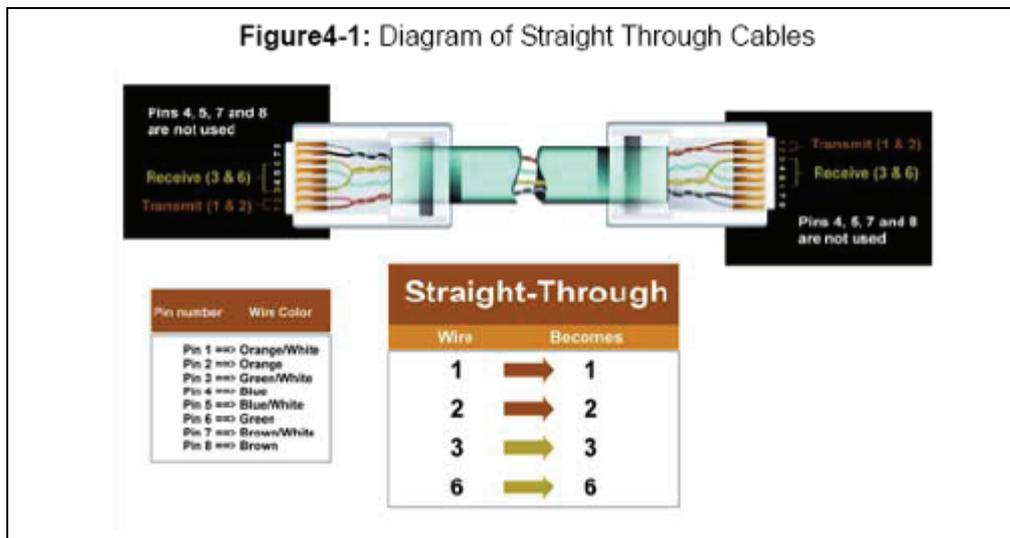 Figure4-1: Diagram of Straight Through Cables
Pins 4, 5, 7 and 8
are not used
Receive (3 & 6)
Transmit (1 & 2)
Transmit (1 & 2)
Receive (3 & 6)
Pins 4, 5, 7 and 8
are not used
Pin number Wire Color
Pin 1 ==> Orange/White
Pin 2 ==> Orange
Pin 3 ==> Green/White
Pin 4 ==> Blue
Pin 5 ==> Blue/White
Pin 6 ==> Green
Pin 7 ==> Brown/White
Pin 8 ==> Brown
Straight-Through
Wire Becomes
1 1
2 2
3 3
6 6